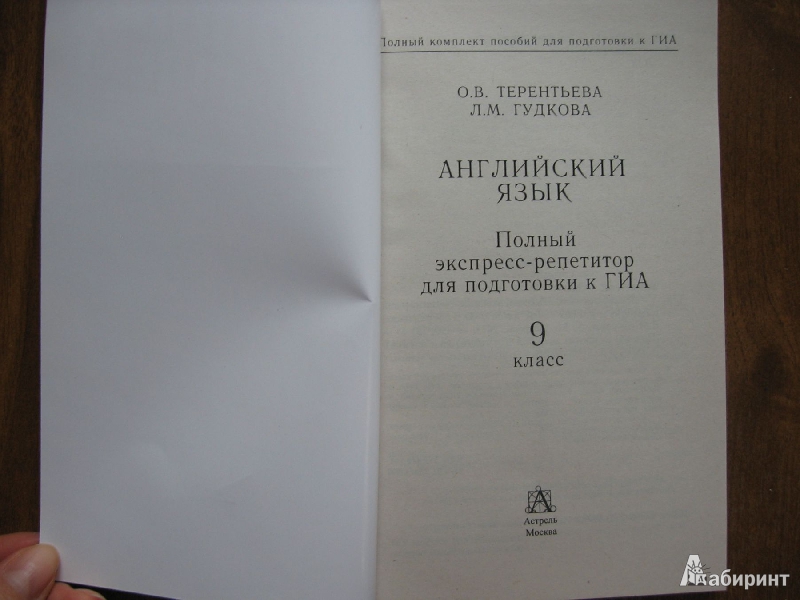 Полный комплект пособий для подготовки к ГИА
О.В. ТЕРЕНТЬЕВА
Л.М. ГУДКОВА
АНГЛИЙСКИЙ
ЯЗЫК
Полный
экспресс-репетитор
для подготовки к ГИА
9
класс
А
Астрель
Москва
Лабиринт